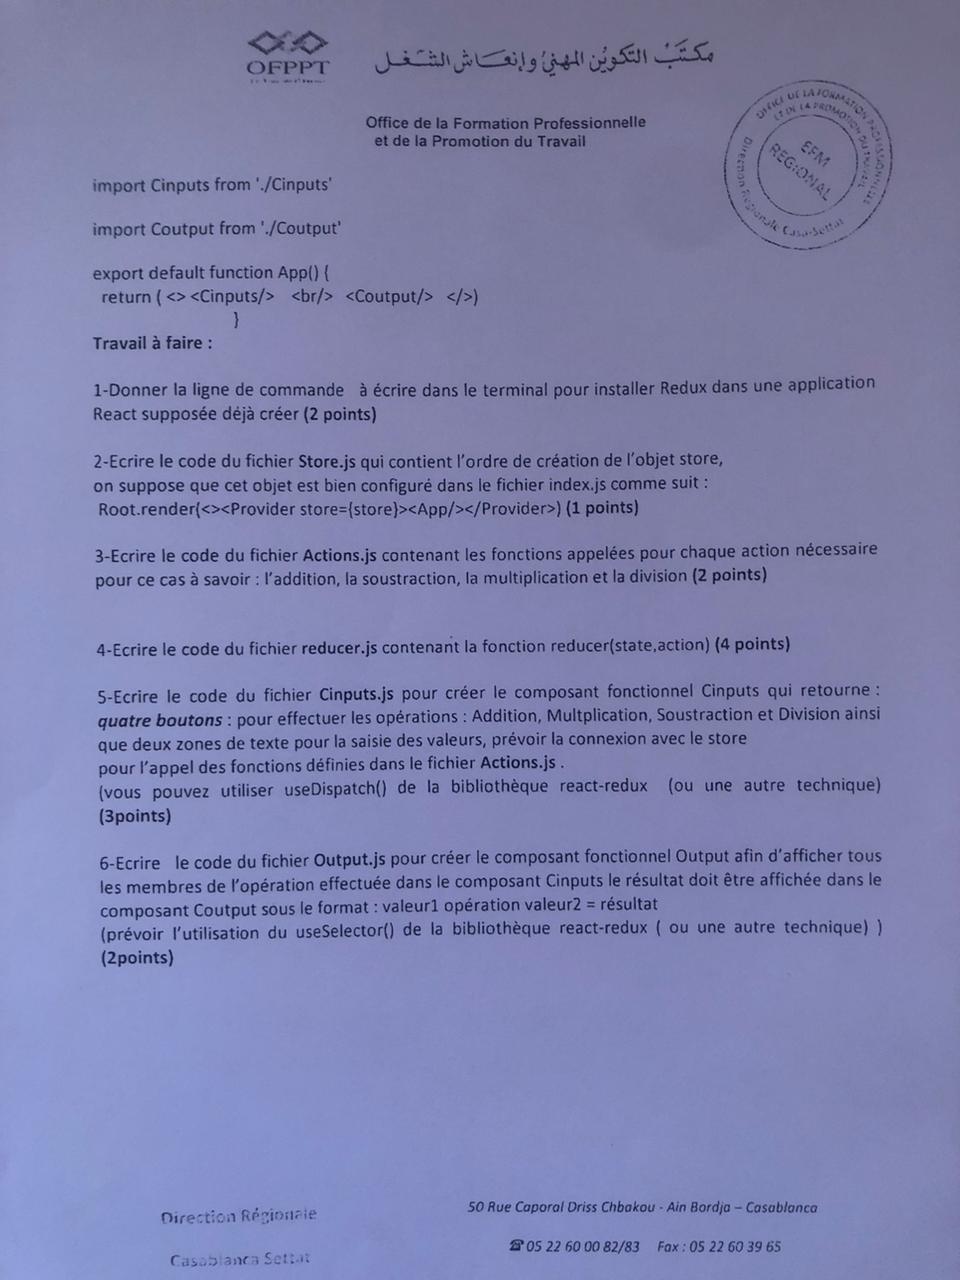 OFPPT
مكتب التكوين المهني وإنعاش الشغل
Office de la Formation Professionnelle
et de la Promotion du Travail
OFFICE DE LA FORMATION PROFESSIONNELLE
ET DE LA PROMOTION DU TRAVAIL
EFM
REGIONAL
Direction Régionale Casa-Settat
import Cinputs from './Cinputs'
import Coutput from './Coutput'
export default function App() {
return ( <> <Cinputs/> <br/> <Coutput/> </>)
}
Travail à faire :
1-Donner la ligne de commande à écrire dans le terminal pour installer Redux dans une application
React supposée déjà créer (2 points)
2-Ecrire le code du fichier Store.js qui contient l'ordre de création de l'objet store,
on suppose que cet objet est bien configuré dans le fichier index.js comme suit :
Root.render(<><Provider store={store}><App/></Provider>) (1 points)
3-Ecrire le code du fichier Actions.js contenant les fonctions appelées pour chaque action nécessaire
pour ce cas à savoir : l'addition, la soustraction, la multiplication et la division (2 points)
4-Ecrire le code du fichier reducer.js contenant la fonction reducer(state,action) (4 points)
5-Ecrire le code du fichier Cinputs.js pour créer le composant fonctionnel Cinputs qui retourne :
quatre boutons : pour effectuer les opérations : Addition, Multplication, Soustraction et Division ainsi
que deux zones de texte pour la saisie des valeurs, prévoir la connexion avec le store
pour l'appel des fonctions définies dans le fichier Actions.js .
(vous pouvez utiliser useDispatch() de la bibliothèque react-redux (ou une autre technique)
(3points)
6-Ecrire le code du fichier Output.js pour créer le composant fonctionnel Output afin d'afficher tous
les membres de l'opération effectuée dans le composant Cinputs le résultat doit être affichée dans le
composant Coutput sous le format : valeur1 opération valeur2 = résultat
(prévoir l'utilisation du useSelector() de la bibliothèque react-redux ( ou une autre technique) )
(2points)
Direction Régionale
Casablanca Settat
50 Rue Caporal Driss Chbakou - Ain Bordja – Casablanca
☎ 05 22 60 00 82/83 Fax : 05 22 60 39 65